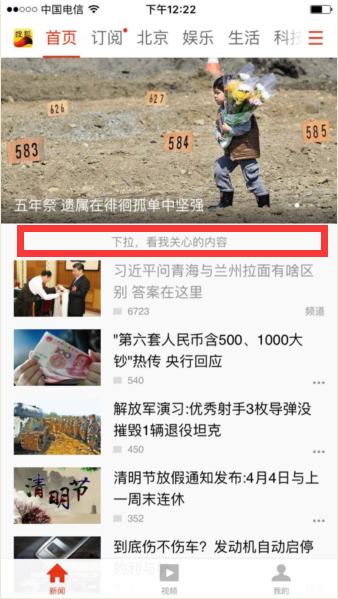 中国电信
下午12:22
搜狐
首页 订阅 北京 娱乐 生活 科技
626
627
583
584
585
五年祭 遗属在徘徊孤单中坚强
下拉，看我关心的内容
习近平问青海与兰州拉面有啥区
别 答案在这里
6723
频道
"第六套人民币含500、1000大
钞"热传 央行回应
540
解放军演习:优秀射手3枚导弹没
摧毁1辆退役坦克
450
清明节
清明节放假通知发布:4月4日与上
一周末连休
352
到底伤不伤车？发动机自动启停
的利与
新闻
视频
我的